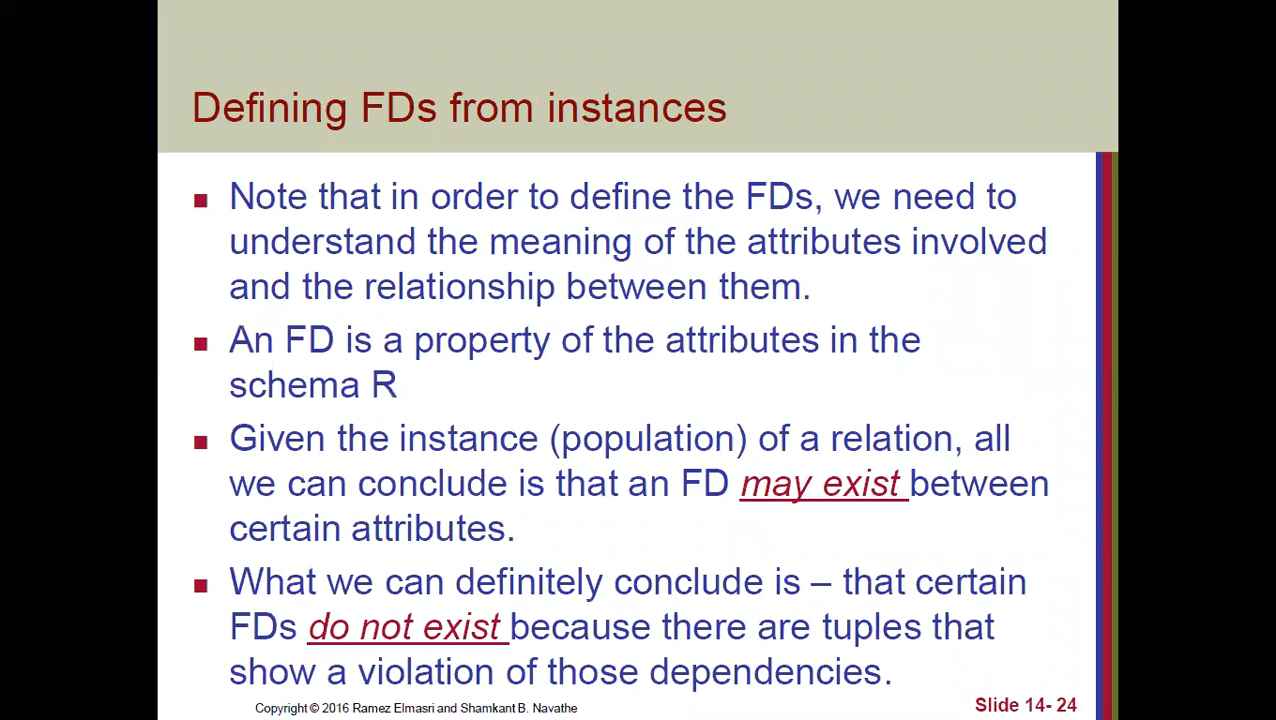 Defining FDs from instances
Note that in order to define the FDs, we need to
understand the meaning of the attributes involved
and the relationship between them.
An FD is a property of the attributes in the
schema R
Given the instance (population) of a relation, all
we can conclude is that an FD may exist between
certain attributes.
What we can definitely conclude is – that certain
FDs do not exist because there are tuples that
show a violation of those dependencies.
Copyright © 2016 Ramez Elmasri and Shamkant B. Navathe
Slide 14- 24